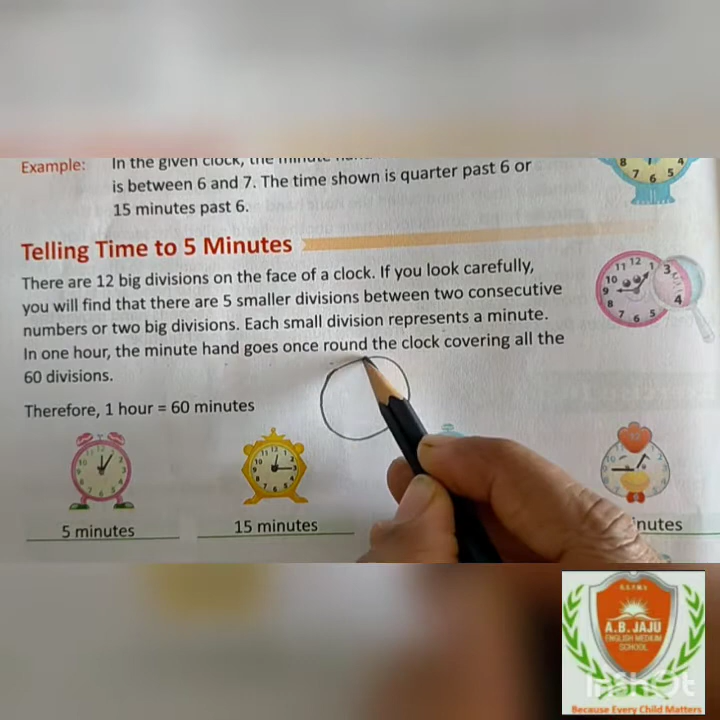 Example: In the given clock, the minute
is between 6 and 7. The time shown is quarter past 6 or
15 minutes past 6.
Telling Time to 5 Minutes
There are 12 big divisions on the face of a clock. If you look carefully,
you will find that there are 5 smaller divisions between two consecutive
numbers or two big divisions. Each small division represents a minute.
In one hour, the minute hand goes once round the clock covering all the
60 divisions.
Therefore, 1 hour = 60 minutes
5 minutes 15 minutes nutes
A.B. JAJU
ENGLISH MEDIUM
SCHOOL
InShot
Because Every Child Matters